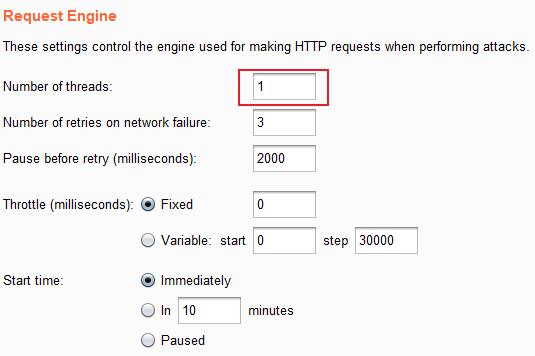 Request Engine
These settings control the engine used for making HTTP requests when performing attacks.
Number of threads: 1
Number of retries on network failure: 3
Pause before retry (milliseconds): 2000
Throttle (milliseconds): Fixed 0
Variable: start 0 step 30000
Start time: Immediately
In 10 minutes
Paused